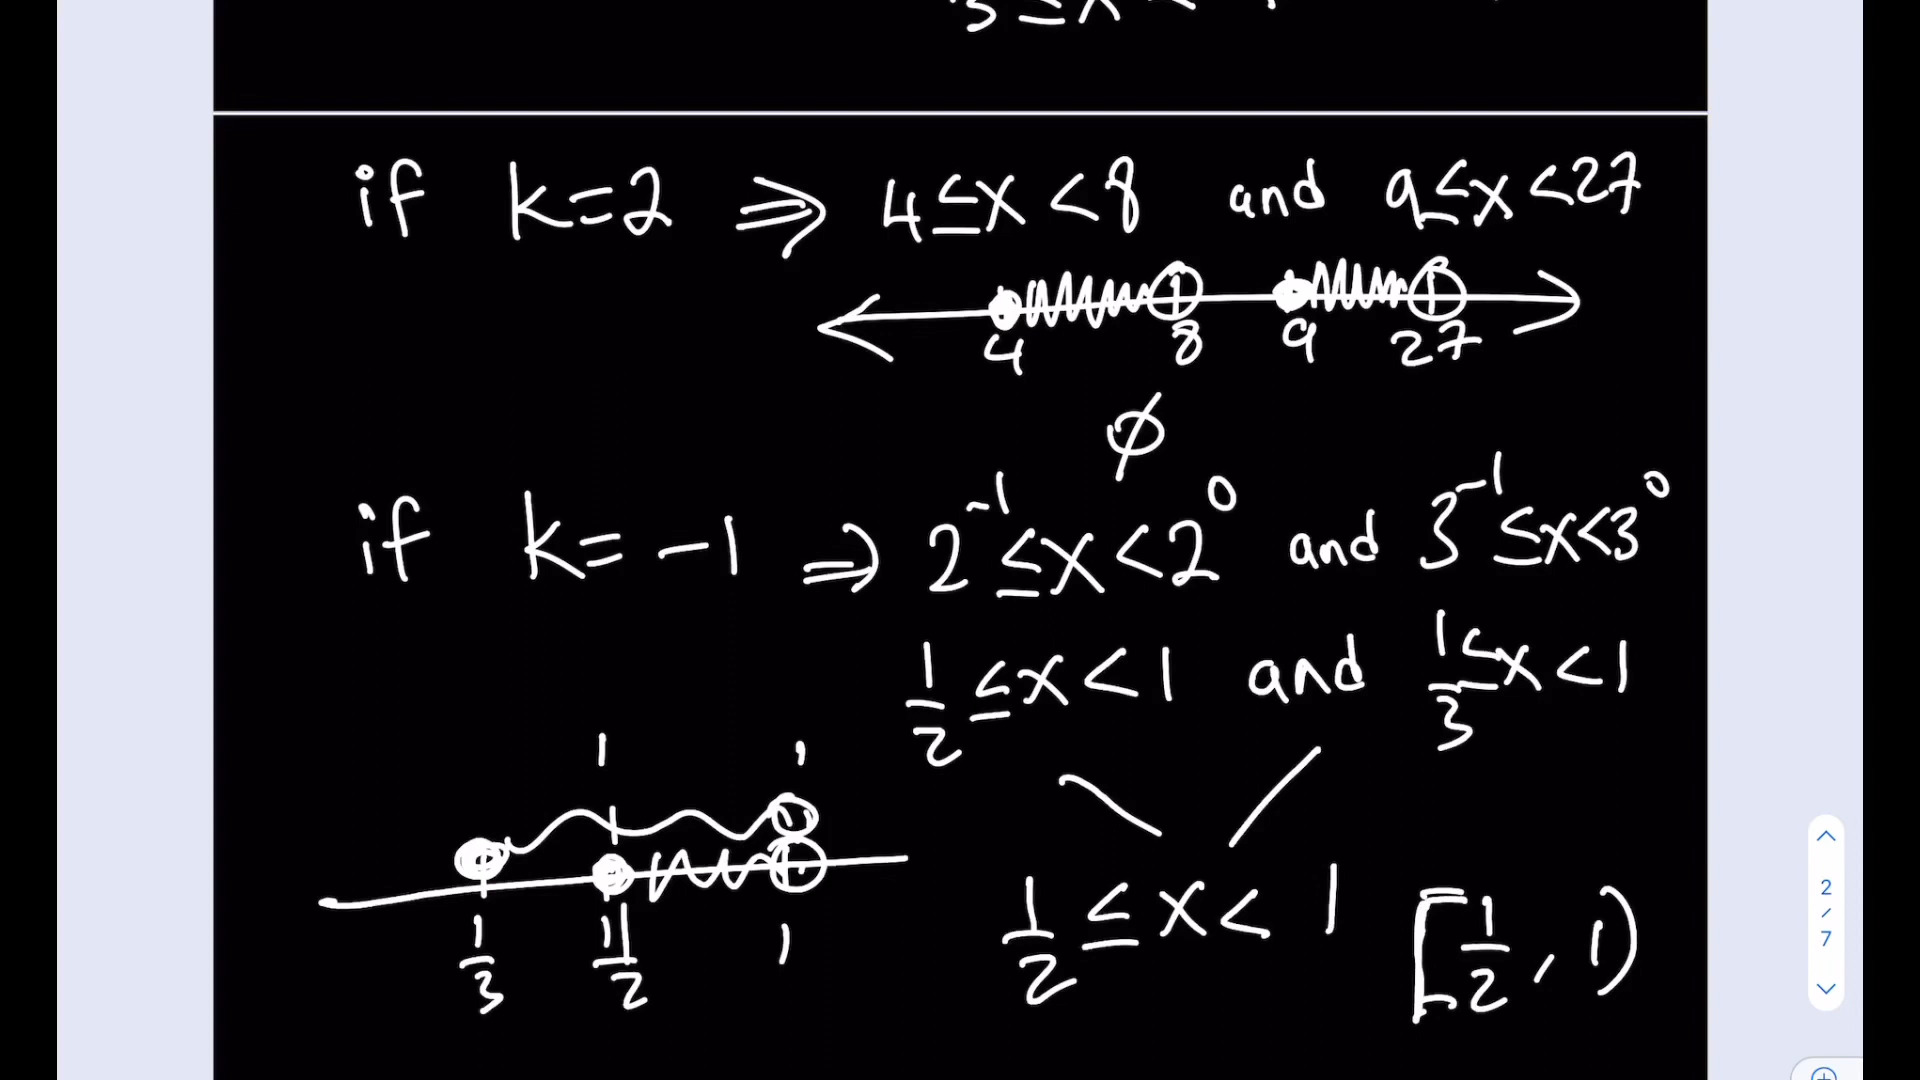 3 ≤ x <
if k=2 ⇒ 4 ≤ x < 8 and 9 ≤ x < 27
4 8 9 27
∅
if k = -1 ⇒ 2^-1 ≤ x < 2^0 and 3^-1 ≤ x < 3^0
1/2 ≤ x < 1 and 1/3 ≤ x < 1
1/3 1/2 1
1/2 ≤ x < 1 [1/2, 1)
2
/
7